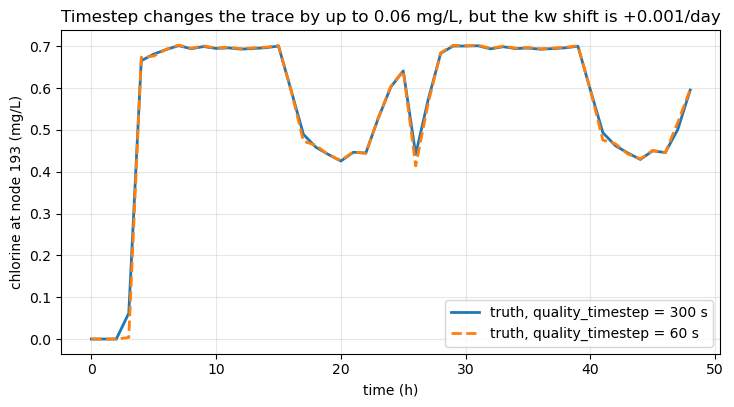 Timestep changes the trace by up to 0.06 mg/L, but the kw shift is +0.001/day
chlorine at node 193 (mg/L)
0.7
0.6
0.5
0.4
0.3
0.2
0.1
0.0
truth, quality_timestep = 300 s
truth, quality_timestep = 60 s
0 10 20 30 40 50
time (h)